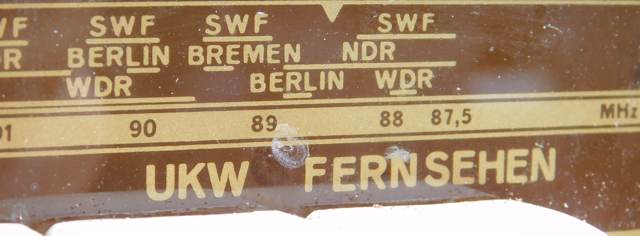 SWF SWF SWF
BERLIN BREMEN NDR
WDR BERLIN WDR
90 89 88 87,5 MHz
UKW FERNSEHEN